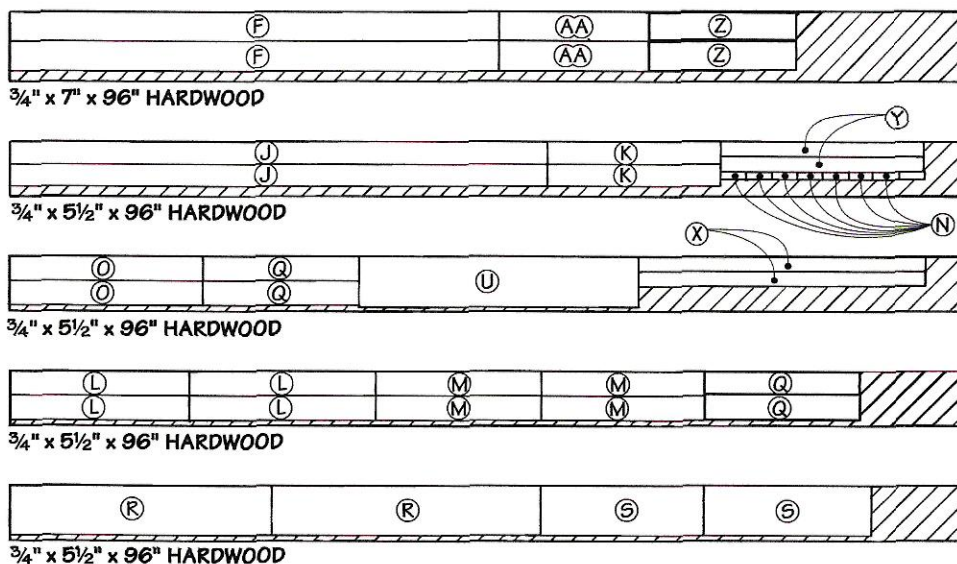 F AA Z
F AA Z
¾" x 7" x 96" HARDWOOD
Y
J K
J K
¾" x 5½" x 96" HARDWOOD
N
X
O Q
O Q U
¾" x 5½" x 96" HARDWOOD
L L M M Q
L L M M Q
¾" x 5½" x 96" HARDWOOD
R R S S
¾" x 5½" x 96" HARDWOOD